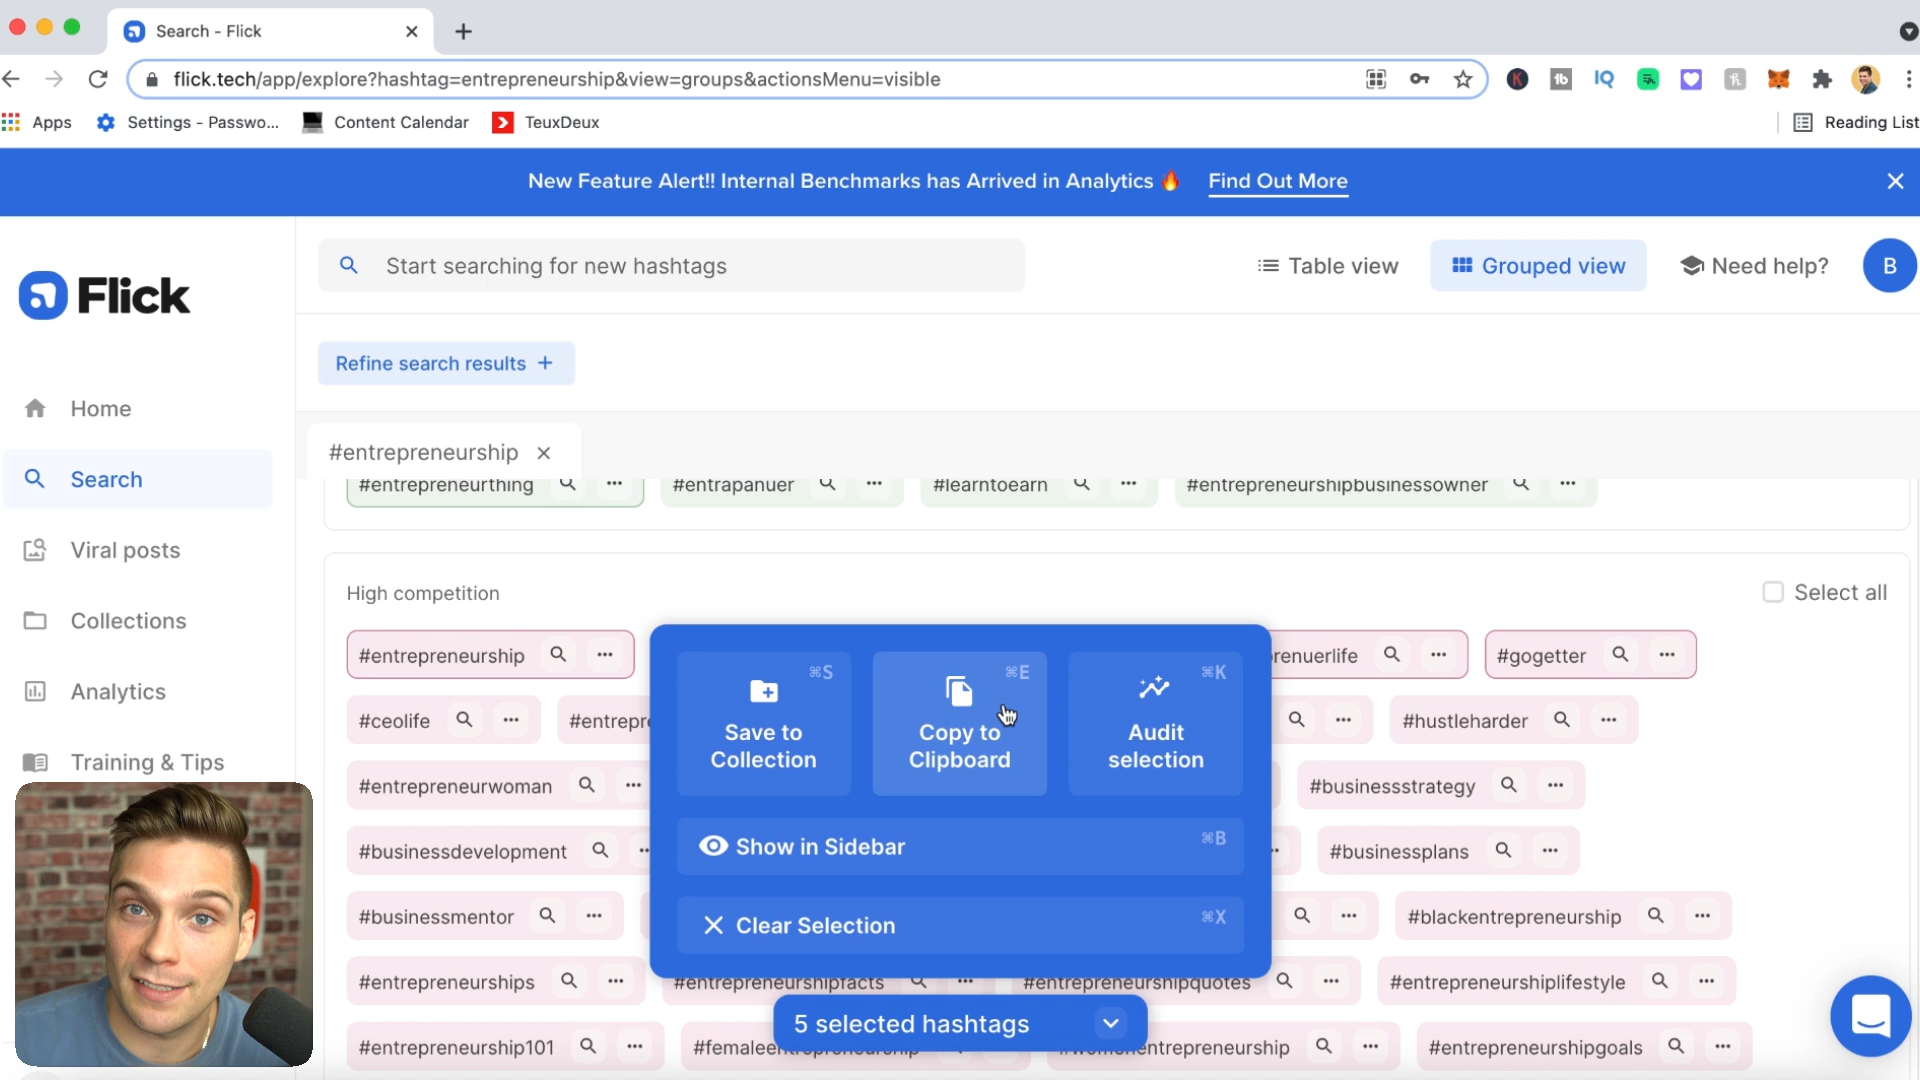 Search - Flick
flick.tech/app/explore?hashtag=entrepreneurship&view=groups&actionsMenu=visible
Apps
Settings - Passwo...
Content Calendar
TeuxDeux
Reading List
New Feature Alert!! Internal Benchmarks has Arrived in Analytics 🔥 Find Out More
Flick
Start searching for new hashtags
Table view
Grouped view
Need help?
B
Refine search results +
Home
#entrepreneurship
Search
#entrepreneurthing
#entrapanuer
#learntoearn
#entrepreneurshipbusinessowner
Viral posts
High competition
Select all
Collections
#entrepreneurship
prenuerlife
#gogetter
Analytics
#ceolife
#entrepre
#hustleharder
Training & Tips
#entrepreneurwoman
#businessstrategy
#businessdevelopment
#businessplans
#businessmentor
#blackentrepreneurship
#entrepreneurships
#entrepreneurshipfacts
#entrepreneurshipquotes
#entrepreneurshiplifestyle
#entrepreneurship101
#femaleentrepreneurship
#womenentrepreneurship
#entrepreneurshipgoals
⌘S
Save to
Collection
⌘E
Copy to
Clipboard
⌘K
Audit
selection
Show in Sidebar
⌘B
Clear Selection
⌘X
5 selected hashtags